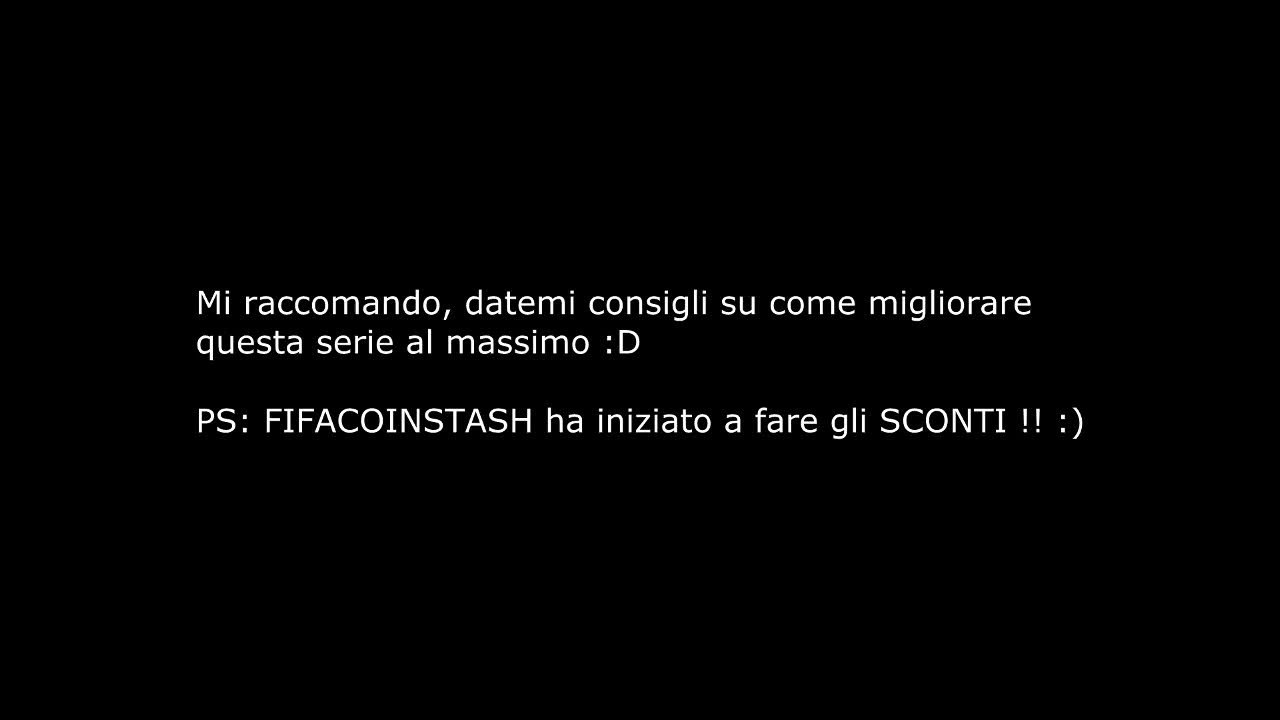 Mi raccomando, datemi consigli su come migliorare
questa serie al massimo :D
PS: FIFACOINSTASH ha iniziato a fare gli SCONTI !! :)